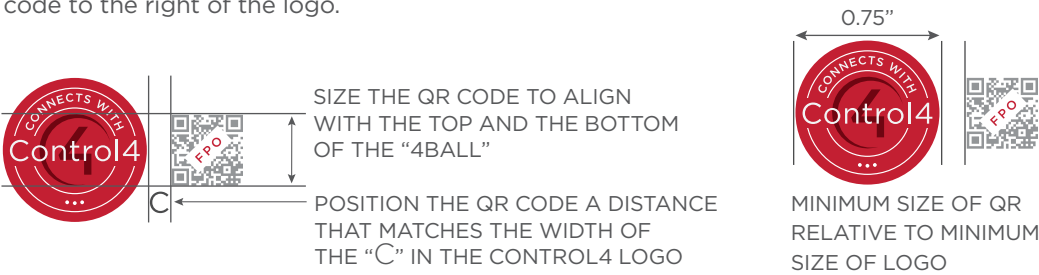 code to the right of the logo.
CONNECTS WITH
Control4
FPO
SIZE THE QR CODE TO ALIGN
WITH THE TOP AND THE BOTTOM
OF THE “4BALL”
C
POSITION THE QR CODE A DISTANCE
THAT MATCHES THE WIDTH OF
THE “C” IN THE CONTROL4 LOGO
0.75”
CONNECTS WITH
Control4
FPO
MINIMUM SIZE OF QR
RELATIVE TO MINIMUM
SIZE OF LOGO